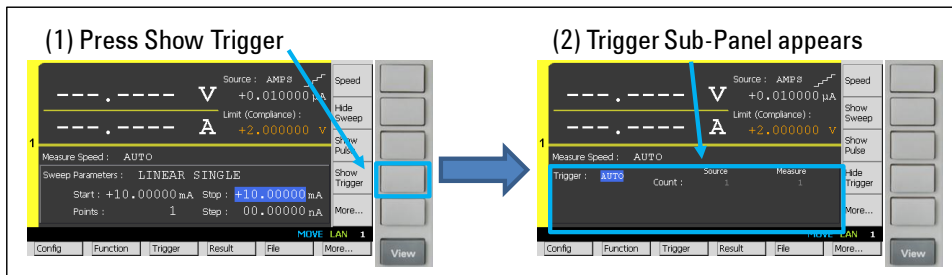 (1) Press Show Trigger
1
---.---- V
Source : AMPS
+0.010000 µA
---.---- A
Limit (Compliance) :
+2.000000 V
Measure Speed : AUTO
Sweep Parameters : LINEAR SINGLE
Start : +10.00000 mA Stop : +10.00000 mA
Points : 1 Step : 00.00000 nA
MOVE LAN 1
Speed
Hide Sweep
Show Pulse
Show Trigger
More...
Config Function Trigger Result File More...
View
(2) Trigger Sub-Panel appears
1
---.---- V
Source : AMPS
+0.010000 µA
---.---- A
Limit (Compliance) :
+2.000000 V
Measure Speed : AUTO
Trigger : AUTO Source Measure
Count : 1 1
MOVE LAN 1
Speed
Show Sweep
Show Pulse
Hide Trigger
More...
Config Function Trigger Result File More...
View